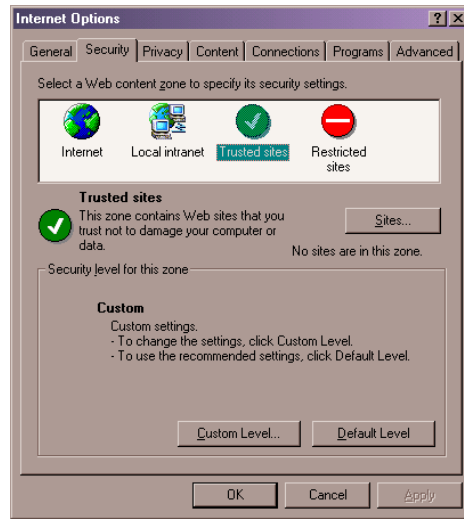 Internet Options
General Security Privacy Content Connections Programs Advanced
Select a Web content zone to specify its security settings.
Internet Local intranet Trusted sites Restricted sites
Trusted sites
This zone contains Web sites that you
trust not to damage your computer or
data.
Sites...
No sites are in this zone.
Security level for this zone
Custom
Custom settings.
- To change the settings, click Custom Level.
- To use the recommended settings, click Default Level.
Custom Level... Default Level
OK Cancel Apply